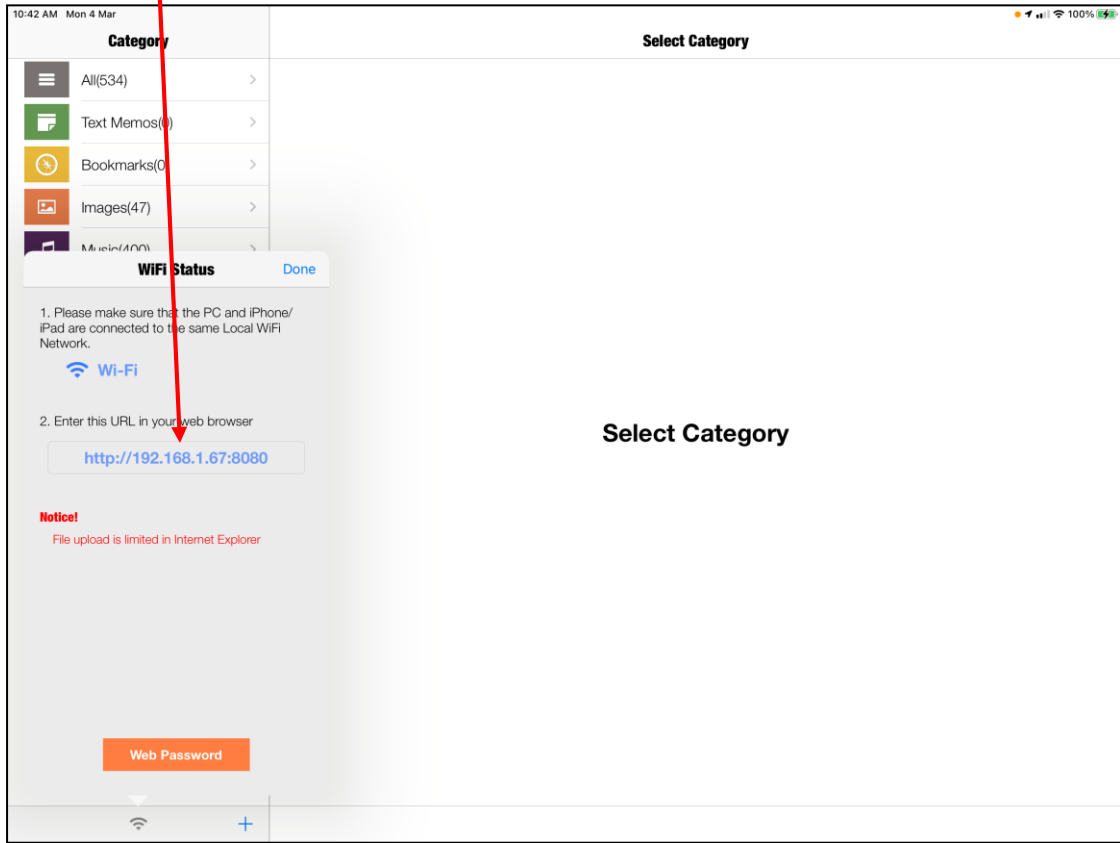 10:42 AM Mon 4 Mar
100%
Category
Select Category
All(534)
Text Memos(0)
Bookmarks(0
Images(47)
Music(400)
WiFi Status
Done
1. Please make sure that the PC and iPhone/
iPad are connected to the same Local WiFi
Network.
Wi-Fi
2. Enter this URL in your web browser
http://192.168.1.67:8080
Select Category
Notice!
File upload is limited in Internet Explorer
Web Password